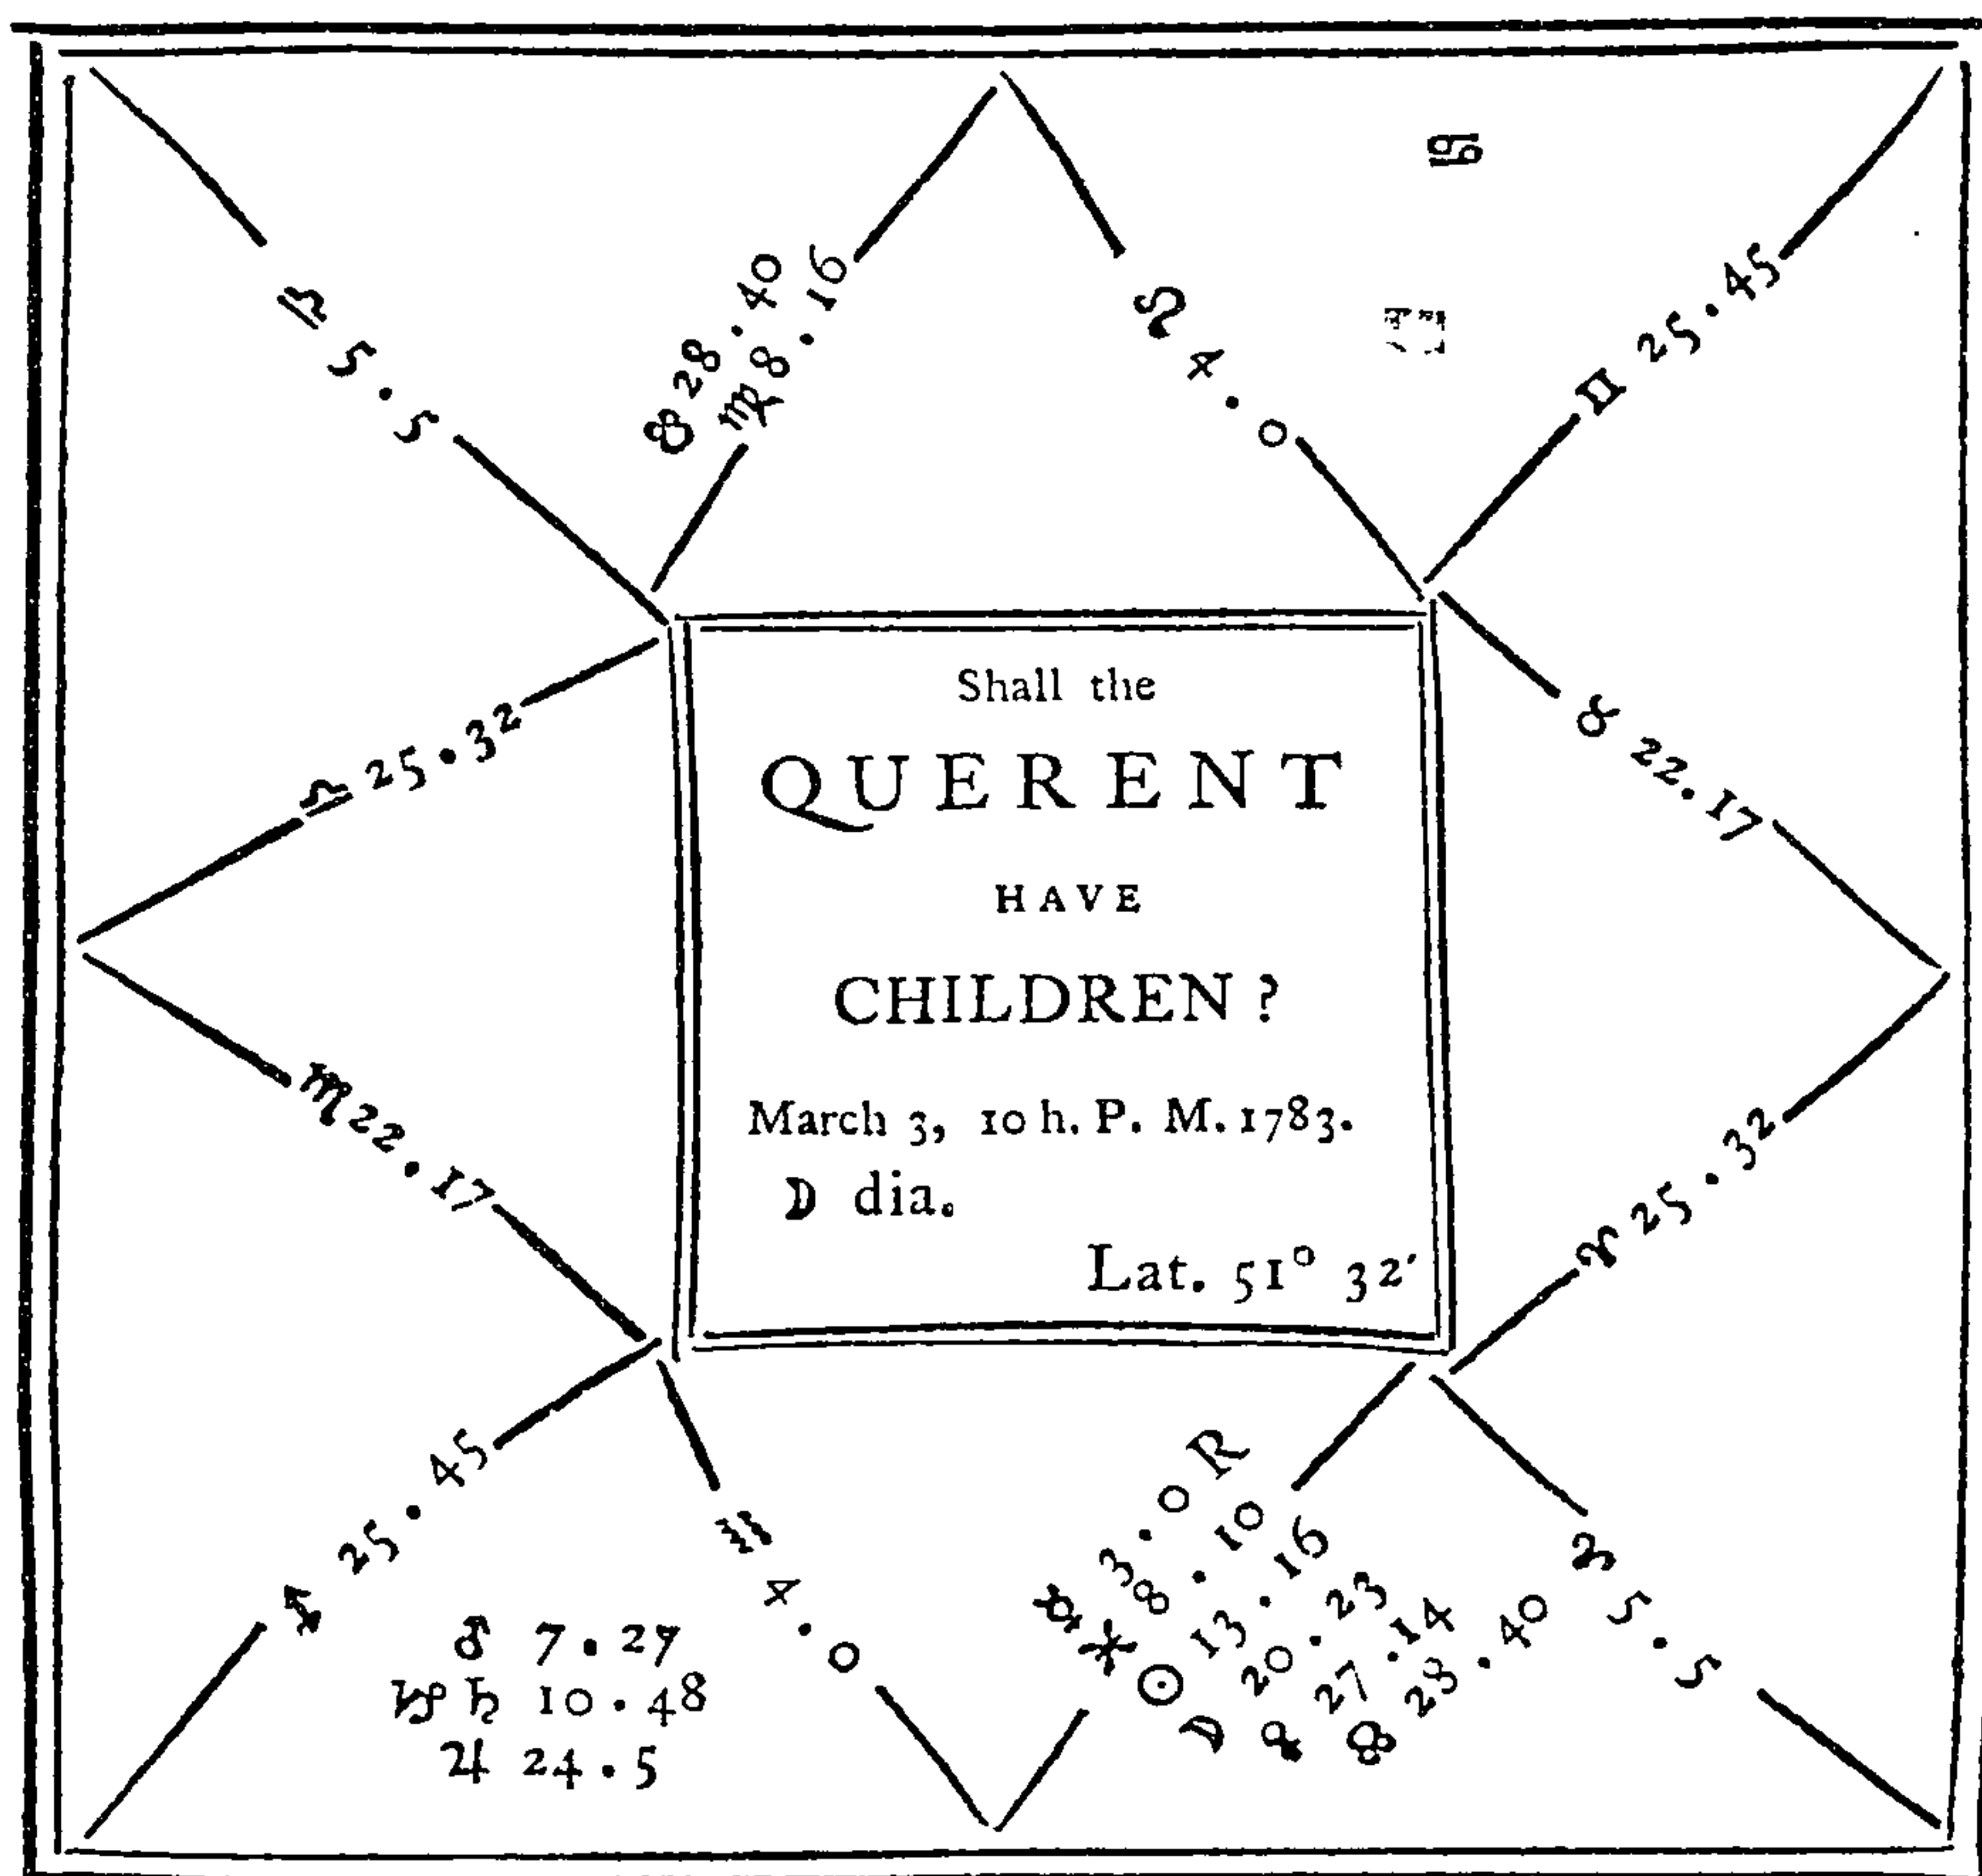 ♋
♍ 5 . 5
☋ 28 . 40
♍ 8 . 16
♌ 4 . 0
♊ 25 . 45
♎ 25 . 32
♉ 22 . 17
Shall the
QUERENT
HAVE
CHILDREN?
March 3, 10 h. P. M. 1783.
☽ dia.
Lat. 51° 32′
♏ 22 . 17
♈ 25 . 32
♐ 25 . 45
♒ 4 . 0
♂ 7 . 27
♑ ♄ 10 . 48
♃ 24 . 5
☿ 3 . 0 R
♓ 8 . 10
☉ 13 . 16
☽ 20 . 23
♀ 27 . 14
28 . 40
5 . 5